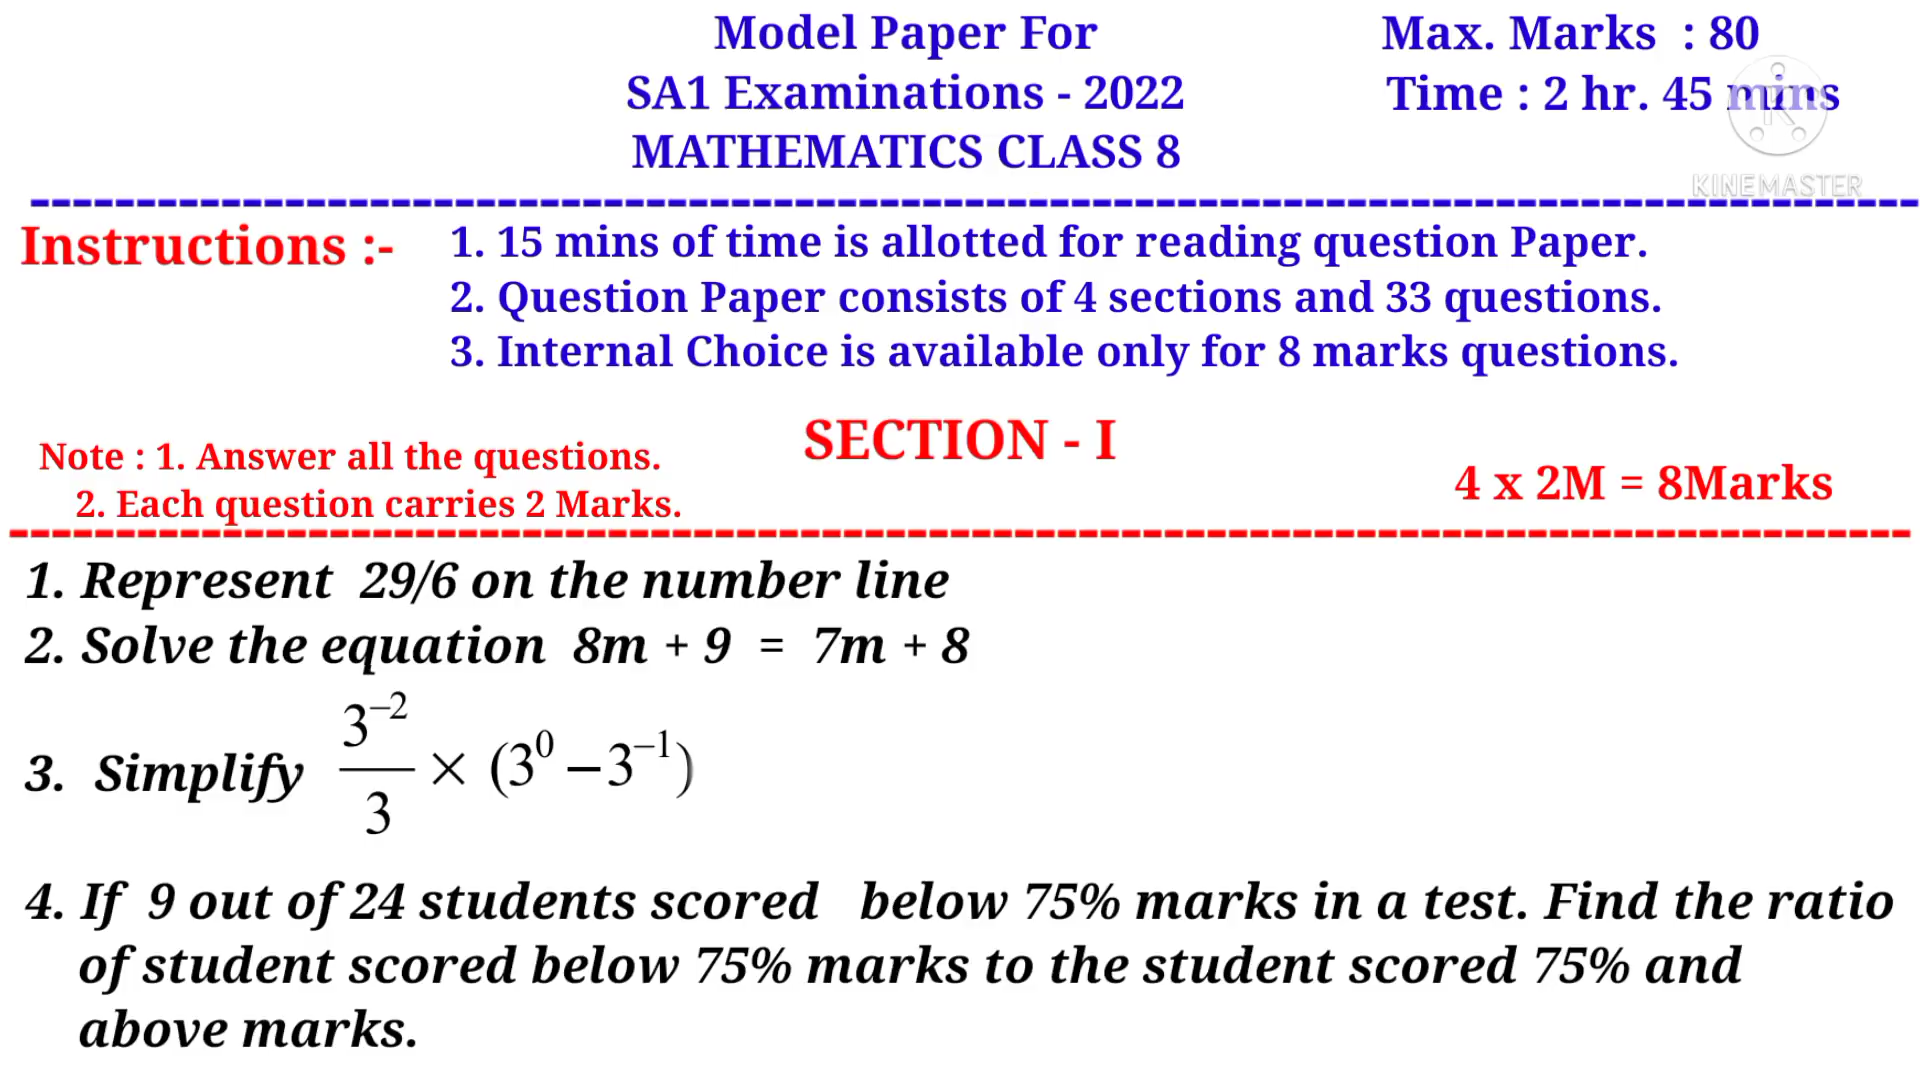 Model Paper For
SA1 Examinations - 2022
MATHEMATICS CLASS 8
Max. Marks : 80
Time : 2 hr. 45 mins
KINEMASTER
Instructions :-
1. 15 mins of time is allotted for reading question Paper.
2. Question Paper consists of 4 sections and 33 questions.
3. Internal Choice is available only for 8 marks questions.
SECTION - I
Note : 1. Answer all the questions.
2. Each question carries 2 Marks.
4 x 2M = 8Marks
1. Represent 29/6 on the number line
2. Solve the equation 8m + 9 = 7m + 8
3. Simplify 3⁻²/3 × (3⁰ – 3⁻¹)
4. If 9 out of 24 students scored below 75% marks in a test. Find the ratio
of student scored below 75% marks to the student scored 75% and
above marks.